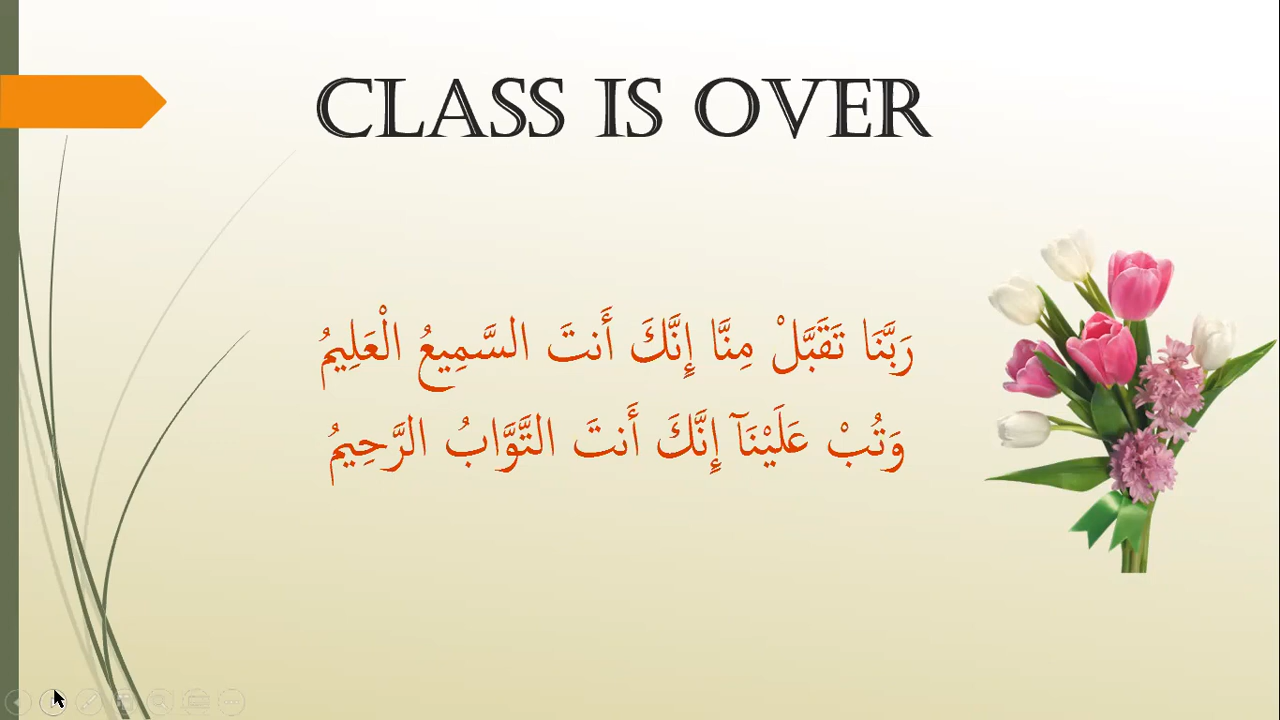 CLASS IS OVER
رَبَّنَا تَقَبَّلْ مِنَّا إِنَّكَ أَنتَ السَّمِيعُ الْعَلِيمُ
وَتُبْ عَلَيْنَآ إِنَّكَ أَنتَ التَّوَّابُ الرَّحِيمُ